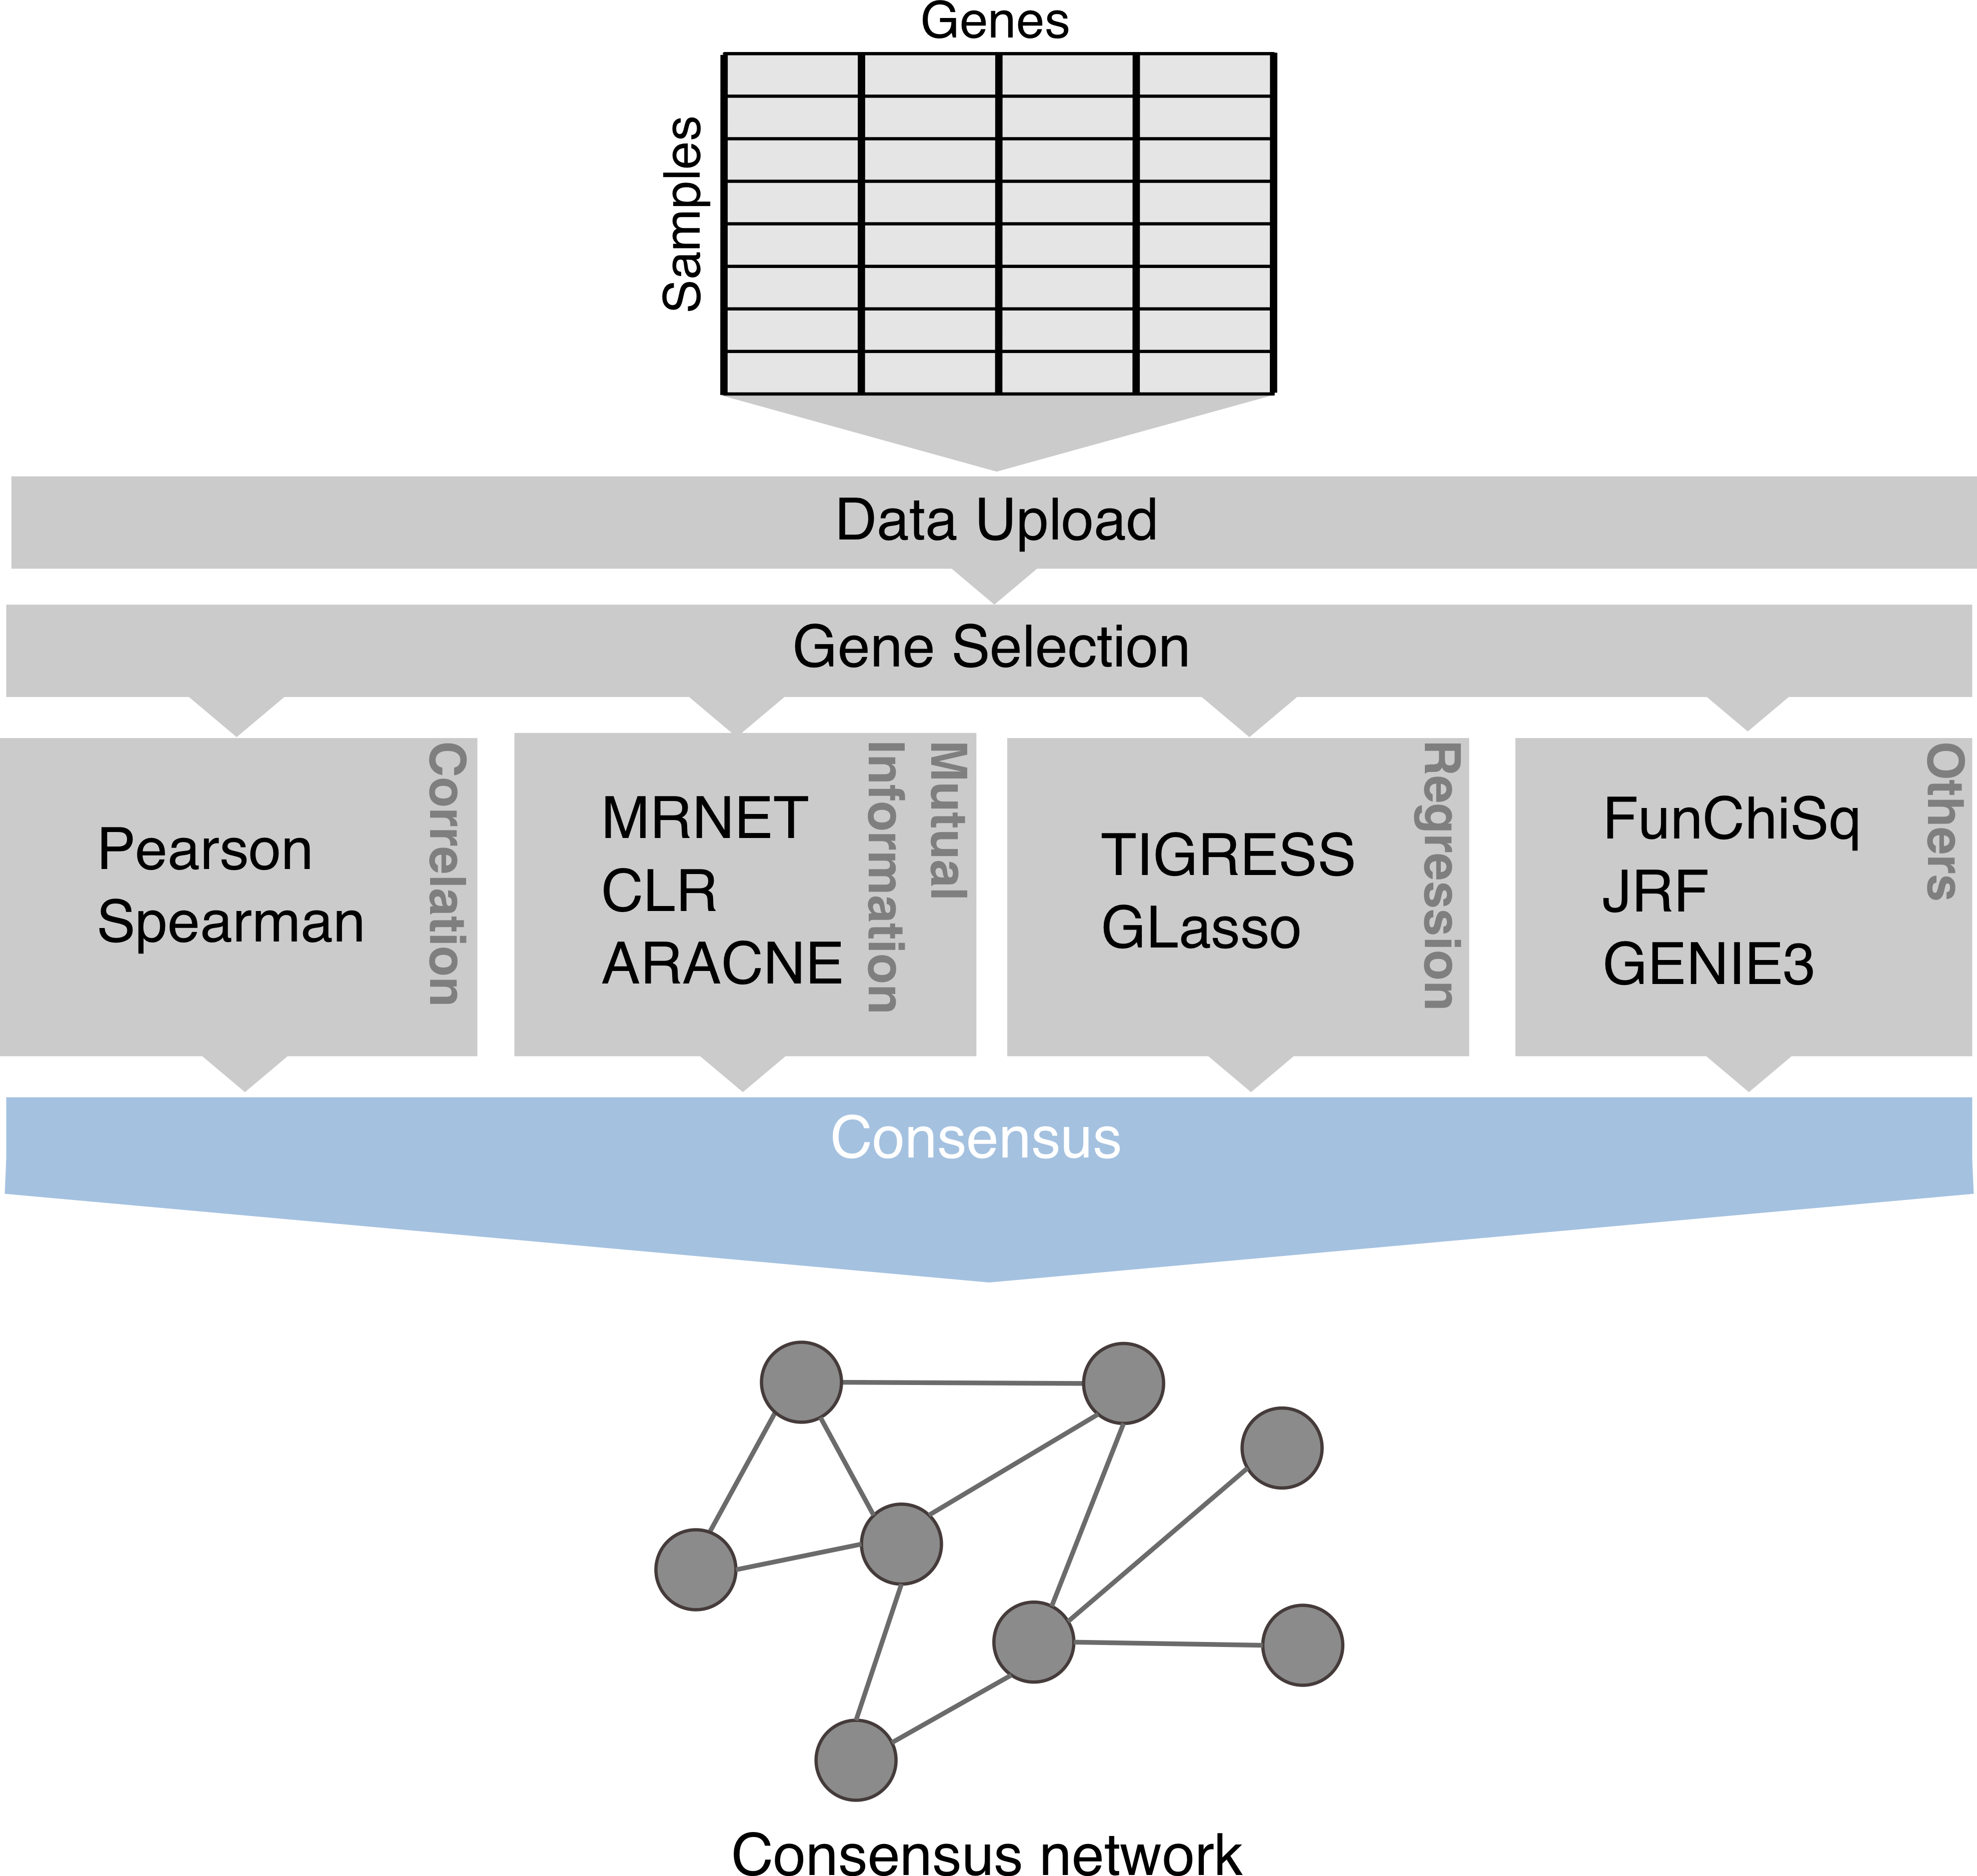 Genes
Samples
Data Upload
Gene Selection
Pearson
Spearman
Correlation
MRNET
CLR
ARACNE
Mutual
Information
TIGRESS
GLasso
Regression
FunChiSq
JRF
GENIE3
Others
Consensus
Consensus network